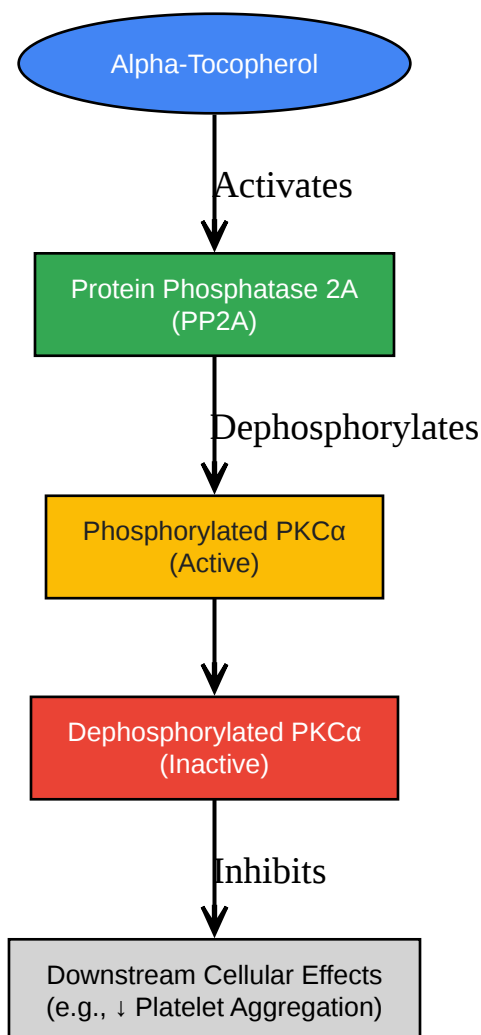 Alpha-Tocopherol
Activates
Protein Phosphatase 2A
(PP2A)
Dephosphorylates
Phosphorylated PKCα
(Active)
Dephosphorylated PKCα
(Inactive)
Inhibits
Downstream Cellular Effects
(e.g., ↓ Platelet Aggregation)